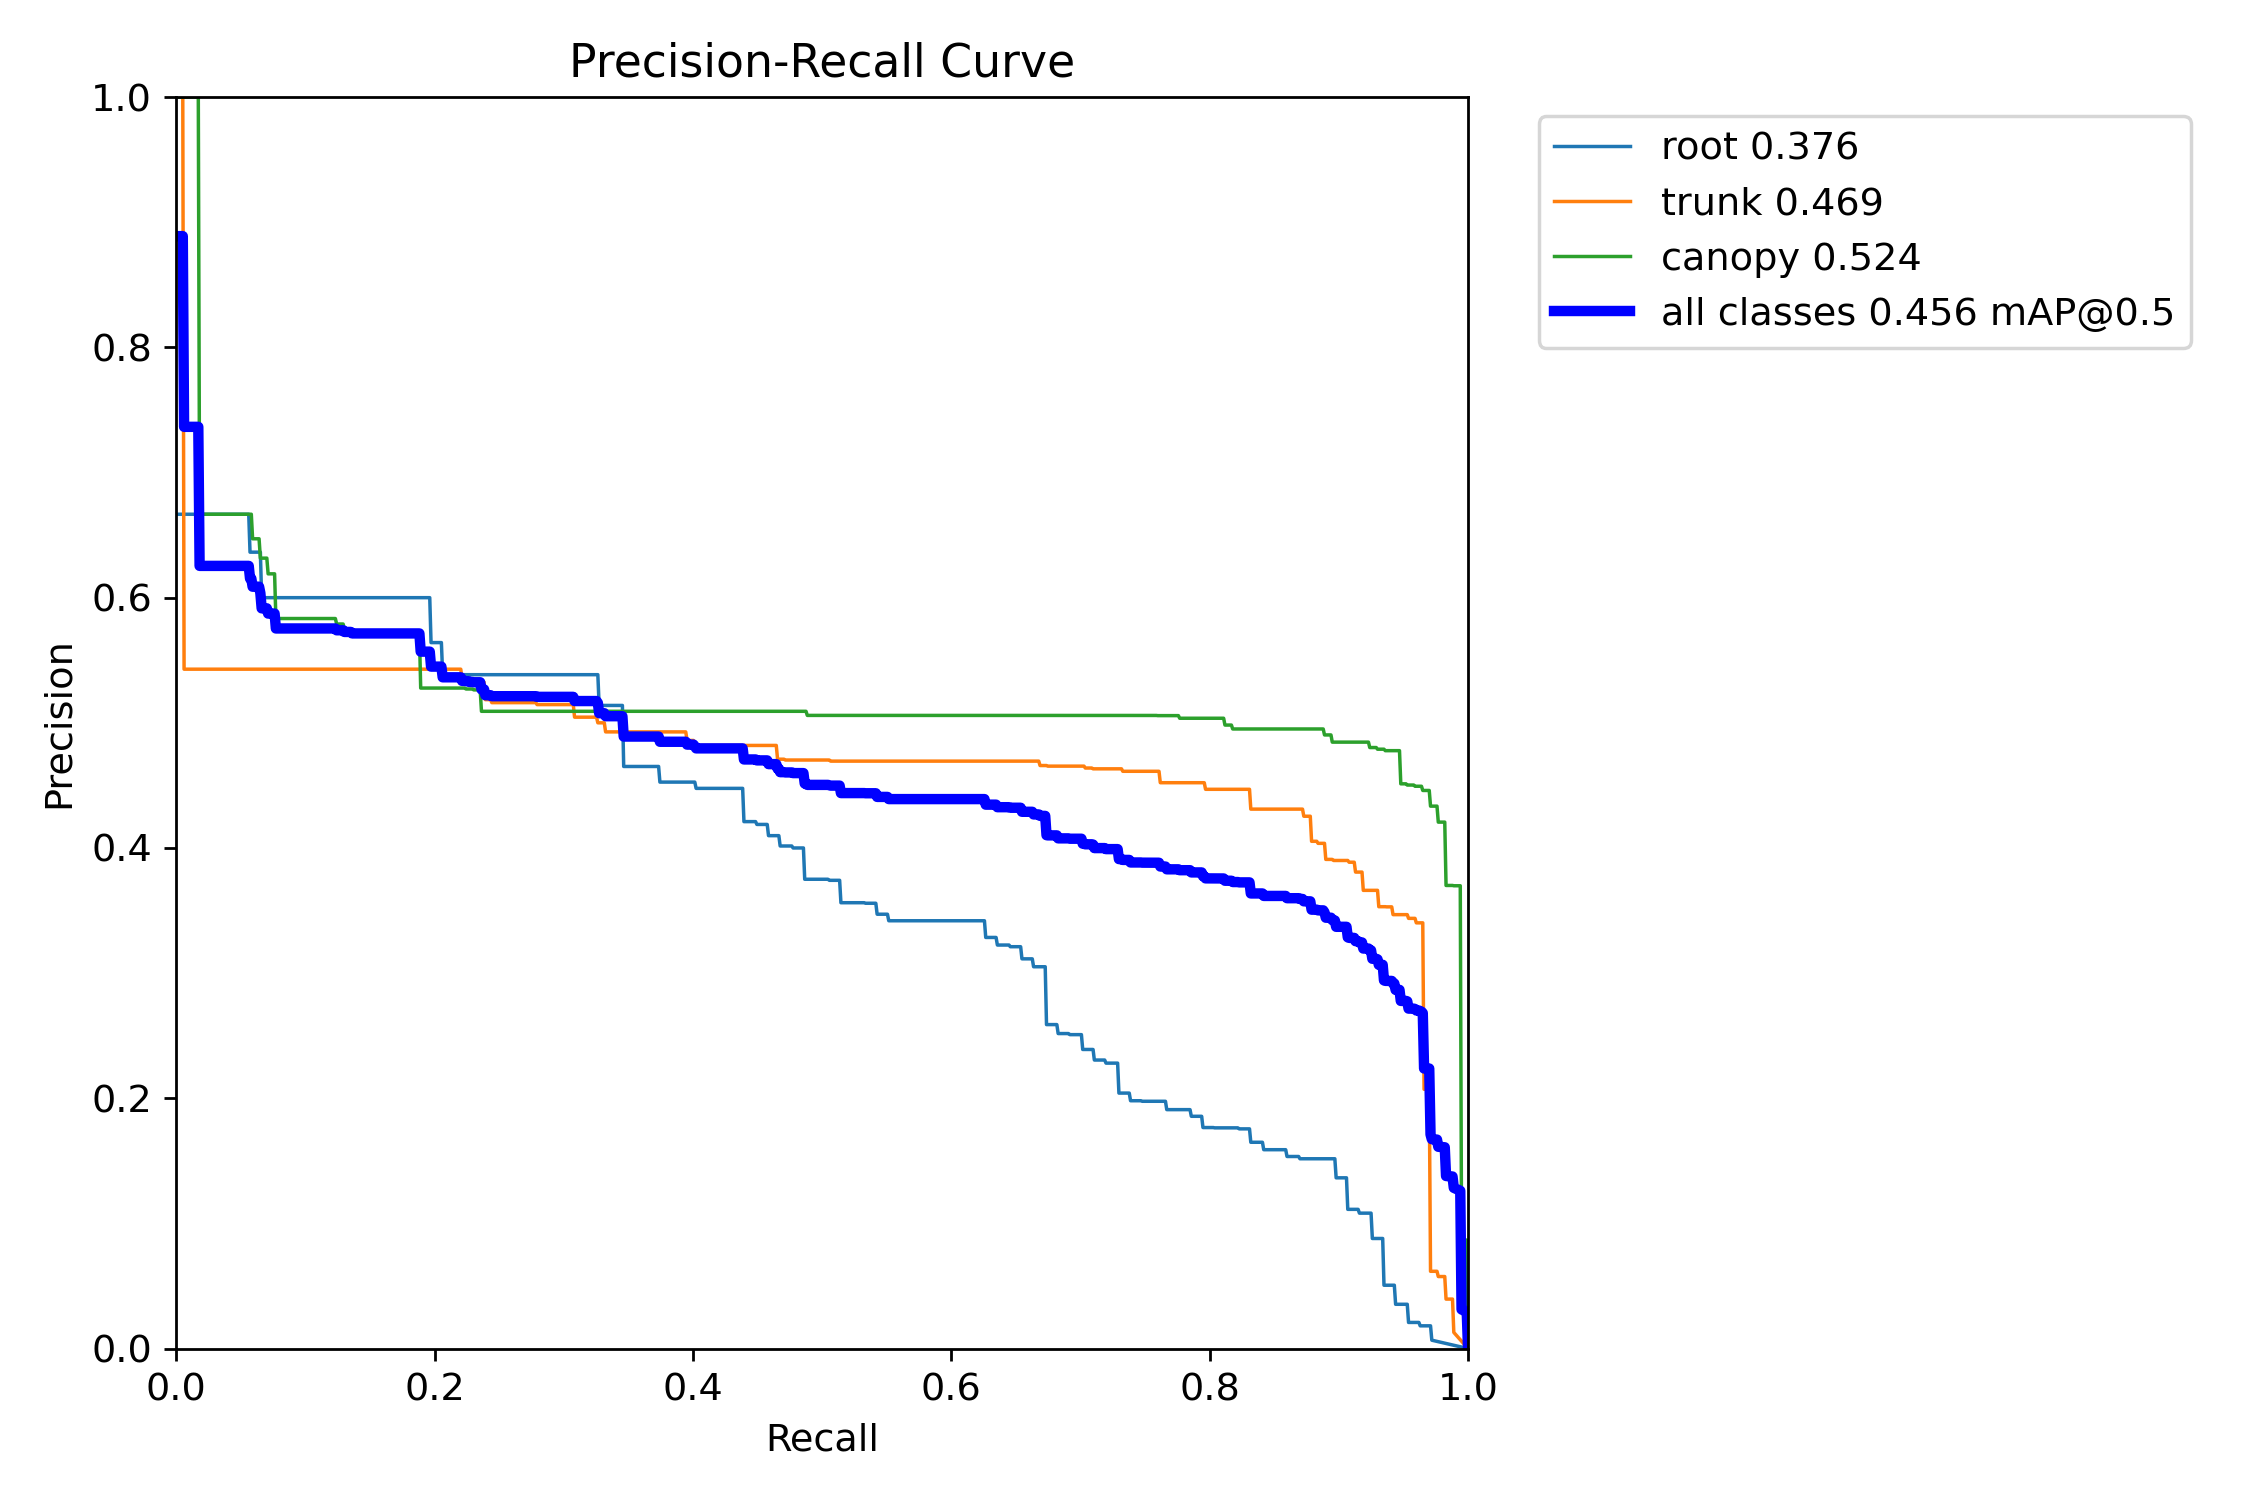 Precision-Recall Curve
1.0
0.8
0.6
0.4
0.2
0.0
Precision
0.0 0.2 0.4 0.6 0.8 1.0
Recall
root 0.376
trunk 0.469
canopy 0.524
all classes 0.456 mAP@0.5